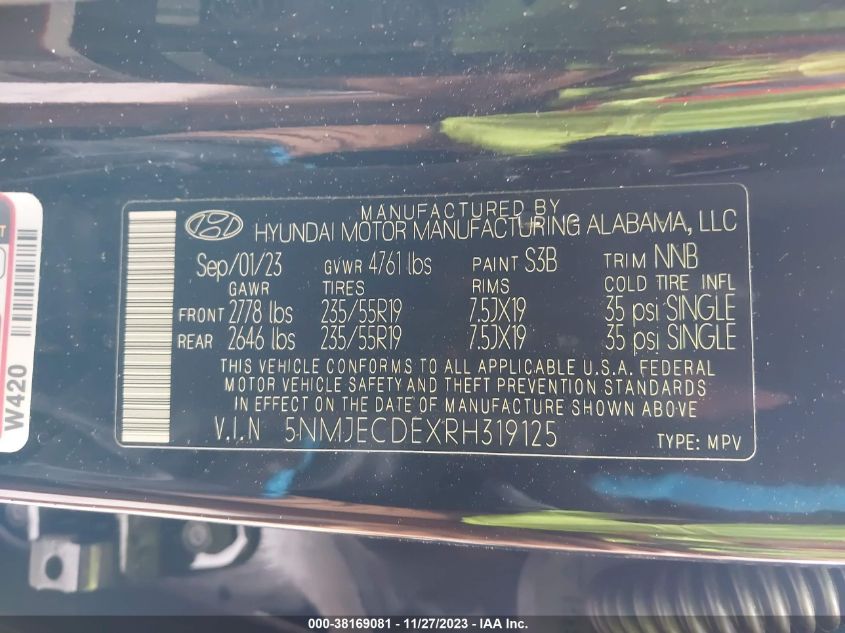 MANUFACTURED BY
HYUNDAI MOTOR MANUFACTURING ALABAMA, LLC
Sep/01/23 GVWR 4761 lbs PAINT S3B TRIM NNB
GAWR TIRES RIMS COLD TIRE INFL
FRONT 2778 lbs 235/55R19 7.5JX19 35 psi SINGLE
REAR 2646 lbs 235/55R19 7.5JX19 35 psi SINGLE
THIS VEHICLE CONFORMS TO ALL APPLICABLE U.S.A. FEDERAL
MOTOR VEHICLE SAFETY AND THEFT PREVENTION STANDARDS
IN EFFECT ON THE DATE OF MANUFACTURE SHOWN ABOVE
V.I.N 5NMJECDEXRH319125 TYPE: MPV
W420
000-38169081 - 11/27/2023 - IAAI.COM